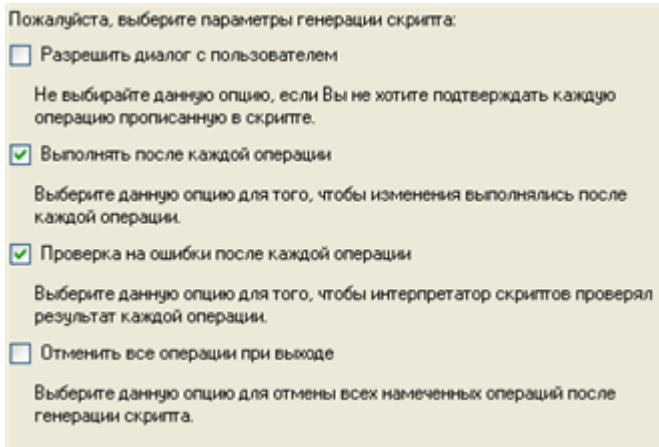 Пожалуйста, выберите параметры генерации скрипта:
Разрешить диалог с пользователем
Не выбирайте данную опцию, если Вы не хотите подтверждать каждую
операцию прописанную в скрипте.
Выполнять после каждой операции
Выберите данную опцию для того, чтобы изменения выполнялись после
каждой операции.
Проверка на ошибки после каждой операции
Выберите данную опцию для того, чтобы интерпретатор скриптов проверял
результат каждой операции.
Отменить все операции при выходе
Выберите данную опцию для отмены всех намеченных операций после
генерации скрипта.